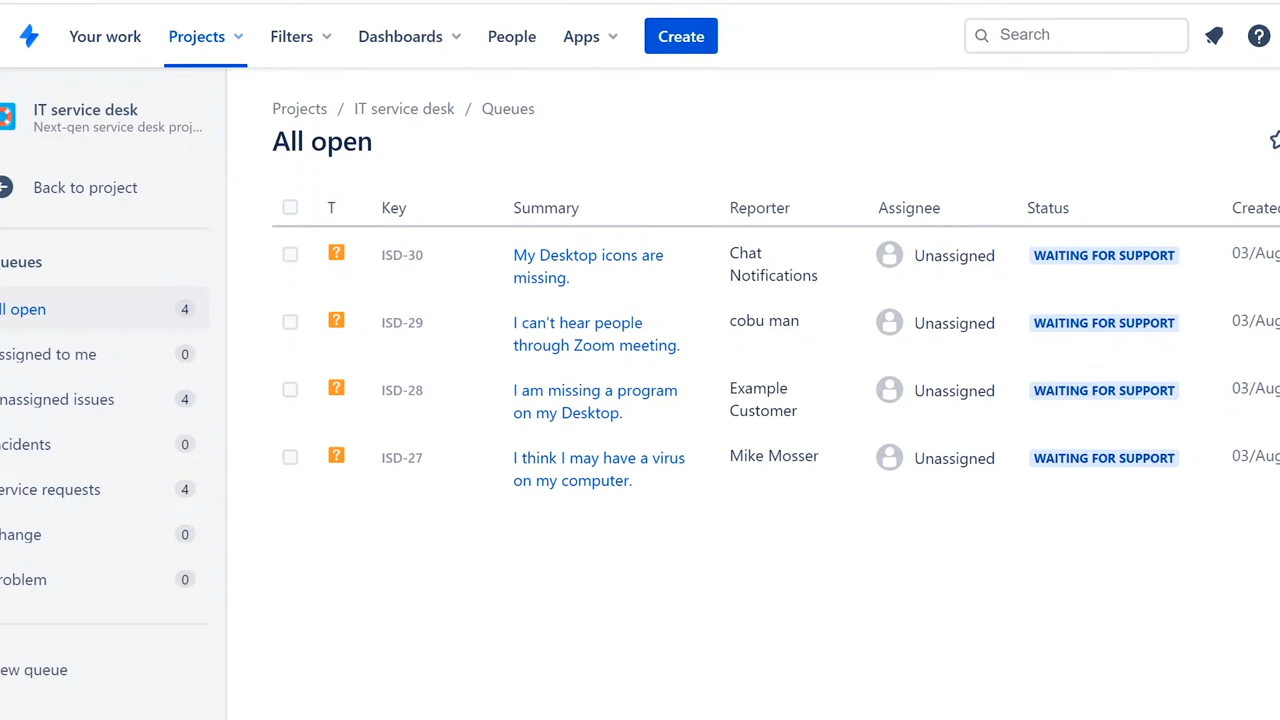 Your work Projects Filters Dashboards People Apps Create Search
IT service desk
Next-gen service desk proj...
Back to project
ueues
ll open 4
ssigned to me 0
nassigned issues 4
ncidents 0
ervice requests 4
hange 0
roblem 0
ew queue
Projects / IT service desk / Queues
All open
T Key Summary Reporter Assignee Status Created
? ISD-30 My Desktop icons are missing. Chat Notifications Unassigned WAITING FOR SUPPORT 03/Aug
? ISD-29 I can't hear people through Zoom meeting. cobu man Unassigned WAITING FOR SUPPORT 03/Aug
? ISD-28 I am missing a program on my Desktop. Example Customer Unassigned WAITING FOR SUPPORT 03/Aug
? ISD-27 I think I may have a virus on my computer. Mike Mosser Unassigned WAITING FOR SUPPORT 03/Aug